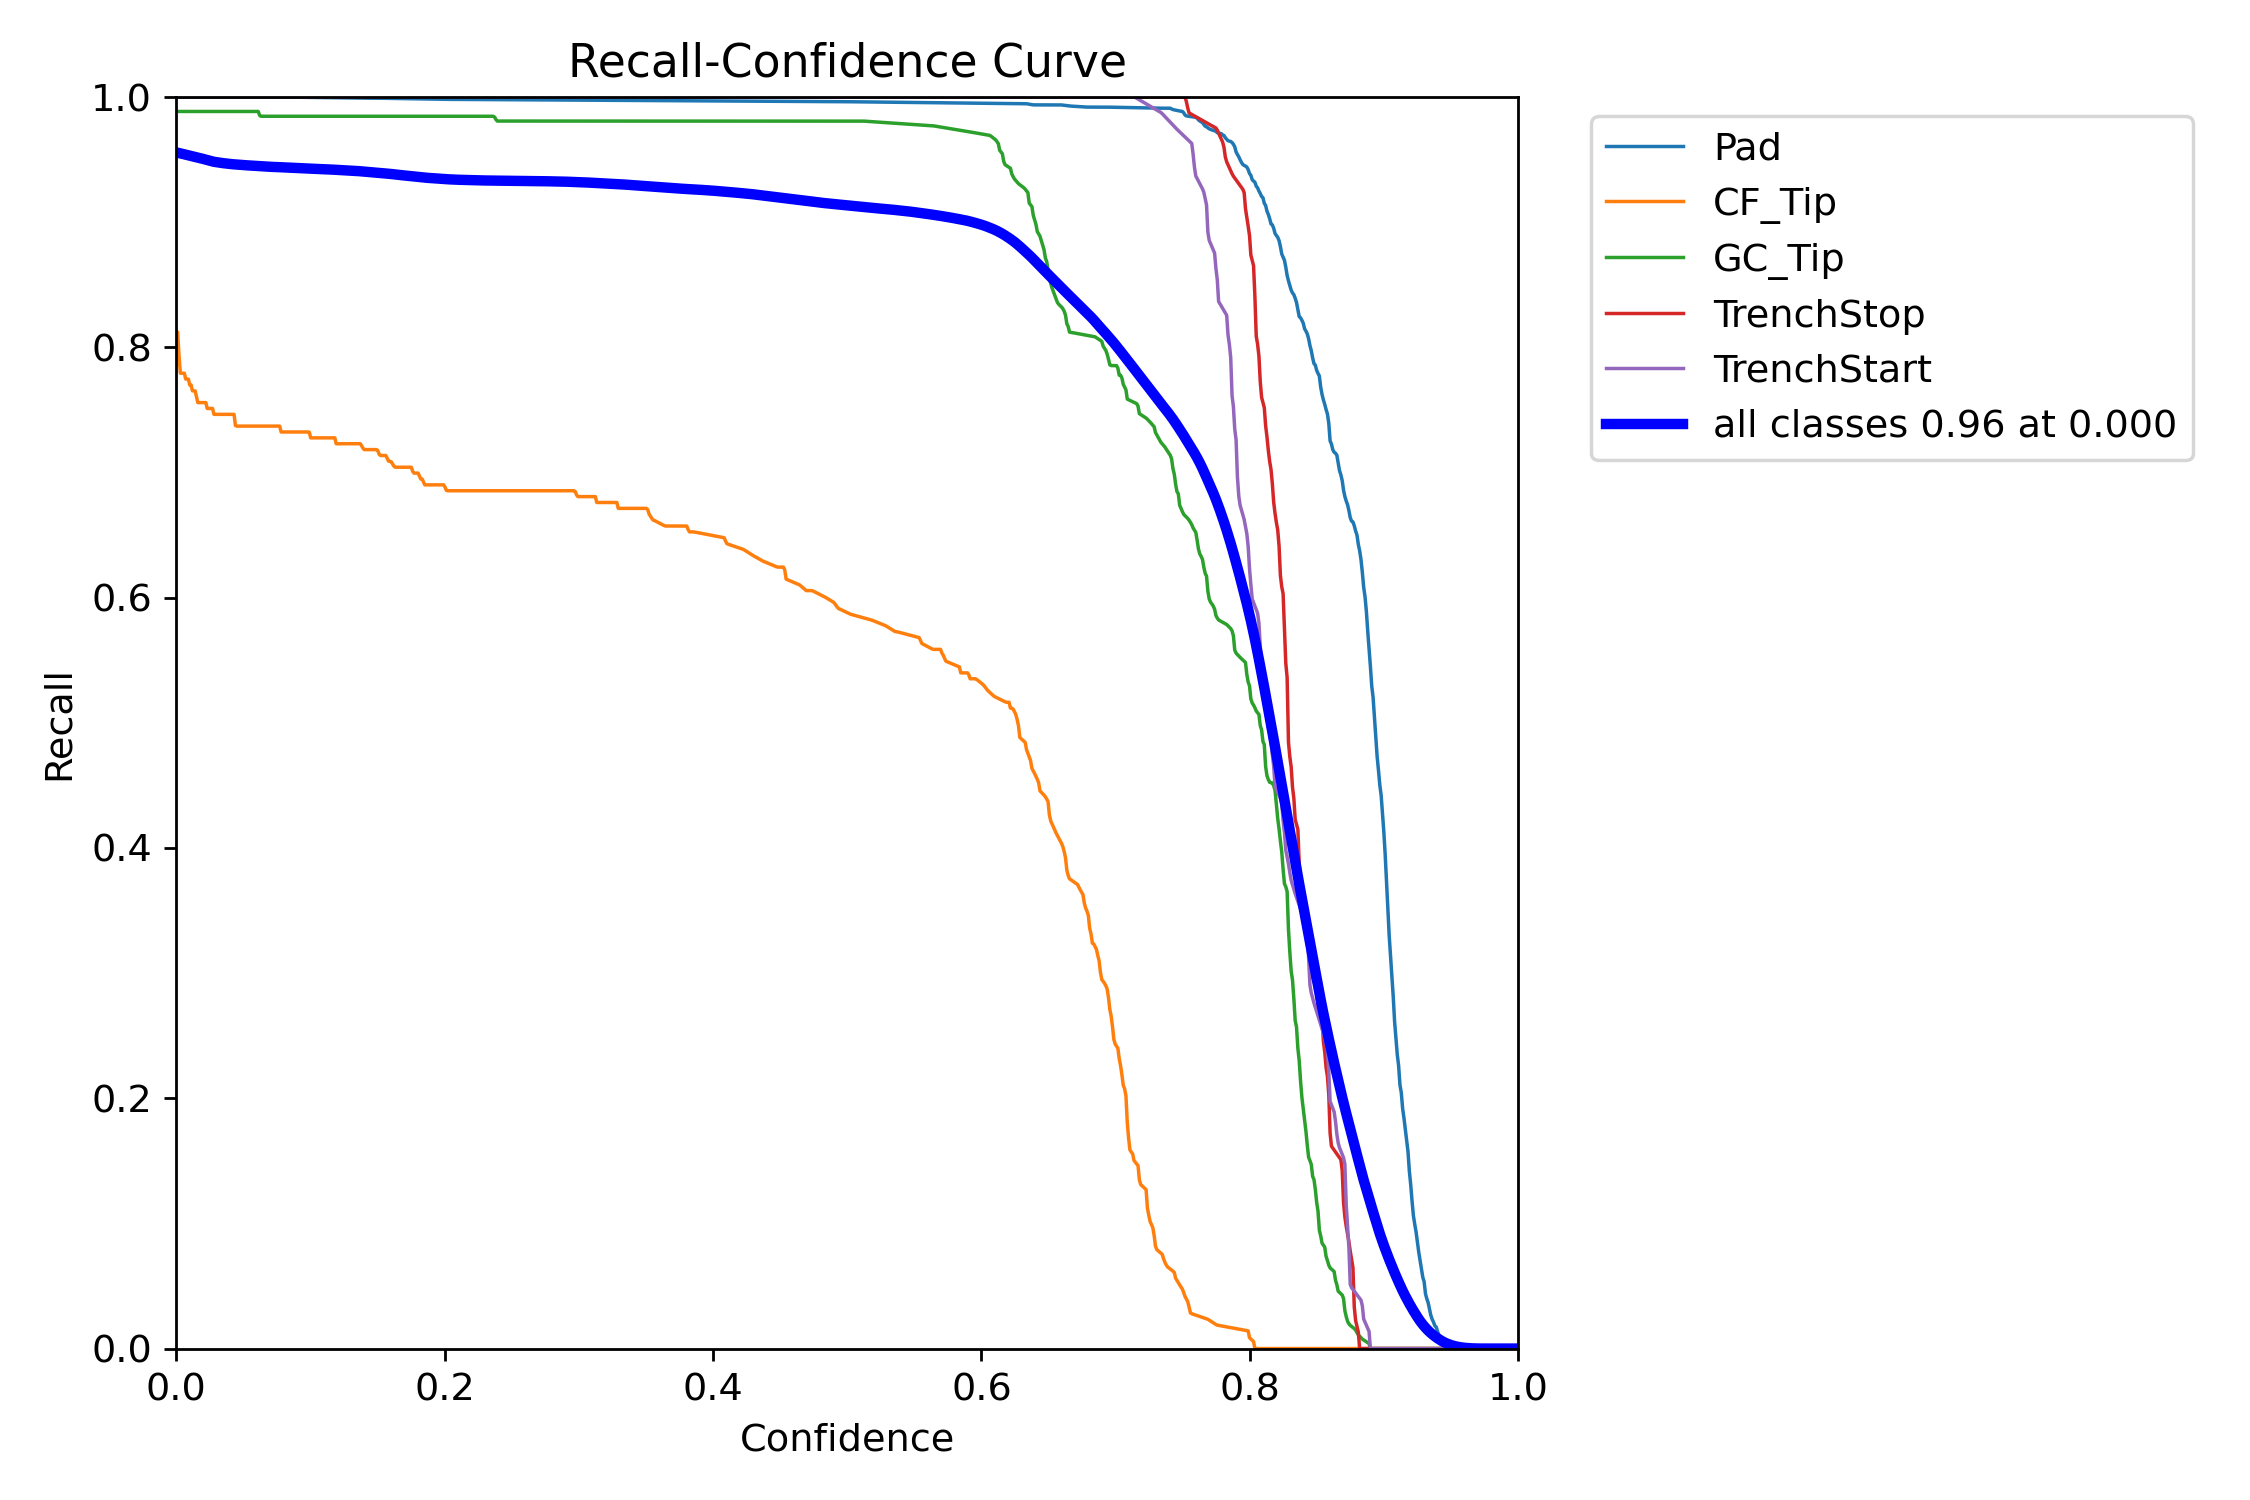 Recall-Confidence Curve
1.0
0.8
0.6
0.4
0.2
0.0
Recall
0.0 0.2 0.4 0.6 0.8 1.0
Confidence
Pad
CF_Tip
GC_Tip
TrenchStop
TrenchStart
all classes 0.96 at 0.000